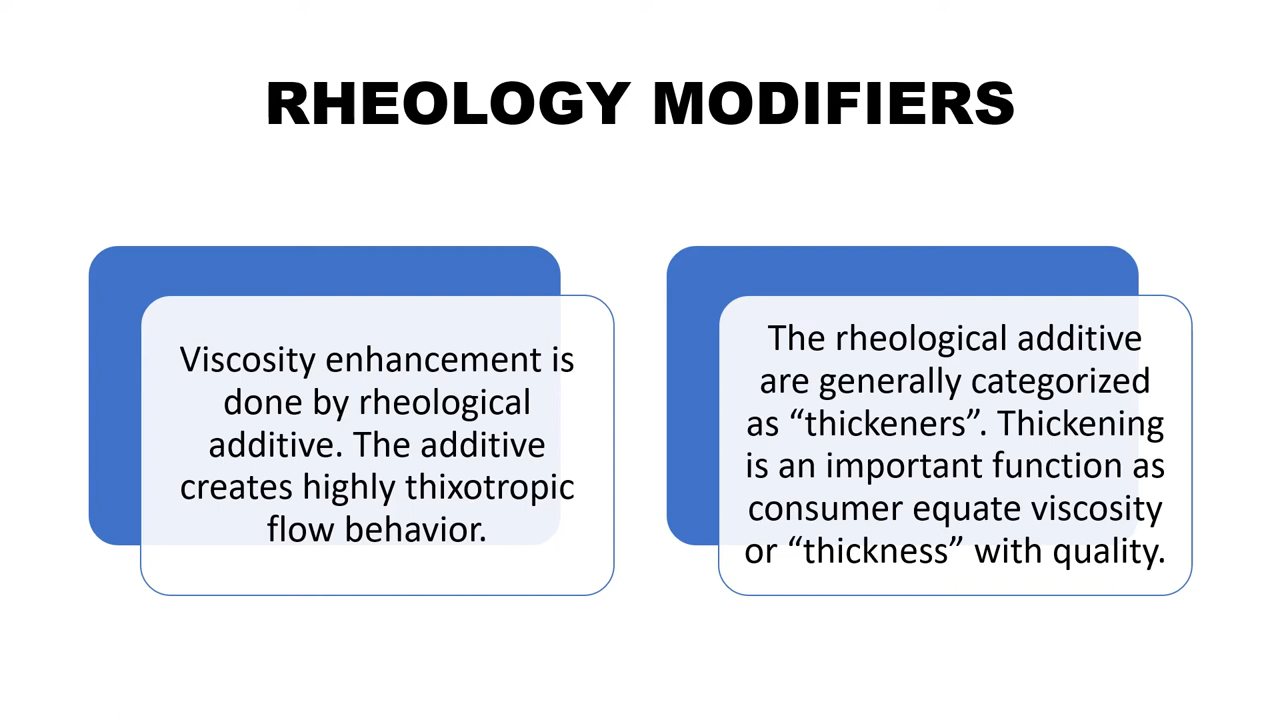 RHEOLOGY MODIFIERS
Viscosity enhancement is
done by rheological
additive. The additive
creates highly thixotropic
flow behavior.
The rheological additive
are generally categorized
as “thickeners”. Thickening
is an important function as
consumer equate viscosity
or “thickness” with quality.